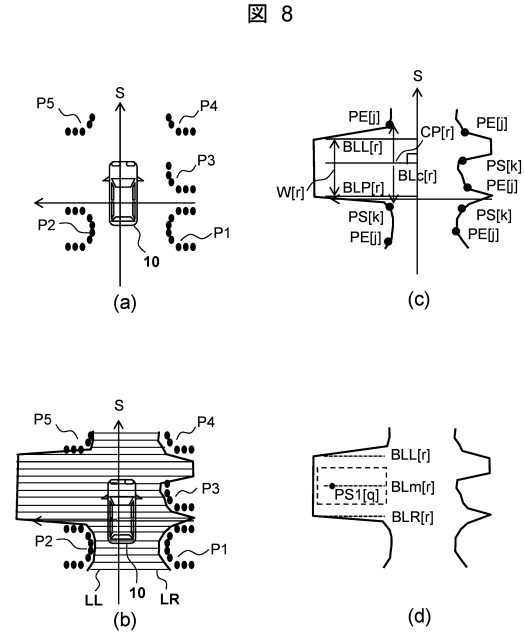 図 8
S
P5
P4
P3
P2
P1
10
(a)
S
PE[j]
PE[j]
CP[r]
BLL[r]
PS[k]
BLc[r]
W[r]
BLP[r]
PE[j]
PS[k]
PS[k]
PE[j]
PE[j]
(c)
S
P5
P4
P3
P2
P1
LL
10
LR
(b)
BLL[r]
BLm[r]
PS1[q]
BLR[r]
(d)